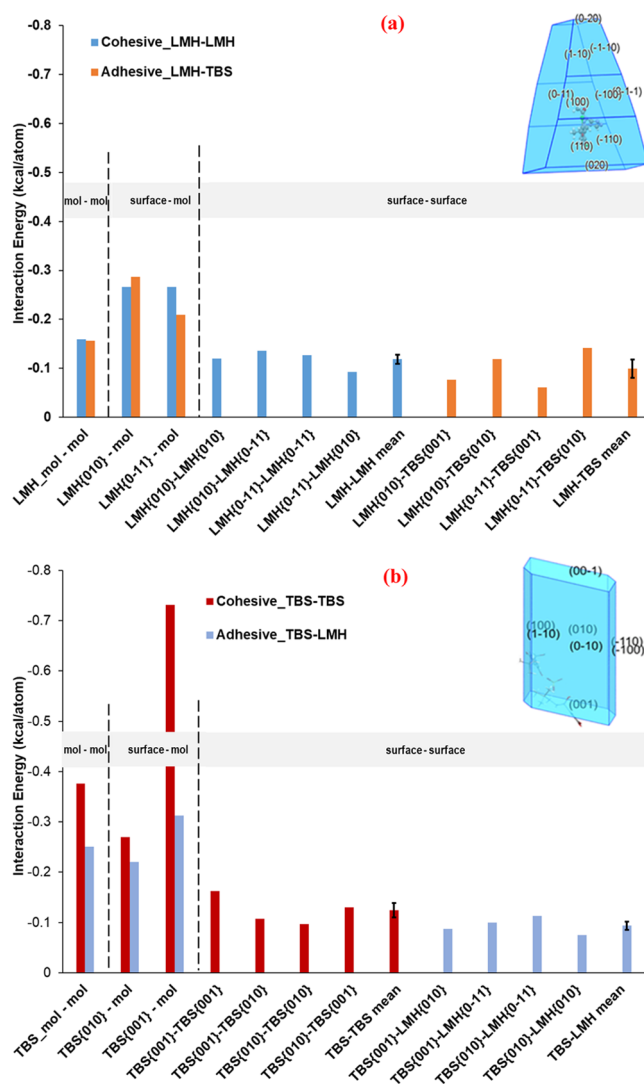 (a)
-0.8
-0.7
-0.6
-0.5
-0.4
-0.3
-0.2
-0.1
0
Interaction Energy (kcal/atom)
Cohesive_LMH-LMH
Adhesive_LMH-TBS
(0-20)
(1-10)
(-1-10)
(0-11)
(-100)
(0-1-1)
(100)
(110)
(-110)
(020)
mol - mol
surface - mol
surface - surface
LMH_mol - mol
LMH{010} - mol
LMH{0-11} - mol
LMH{010}-LMH{010}
LMH{010}-LMH{0-11}
LMH{0-11}-LMH{0-11}
LMH{0-11}-LMH{010}
LMH-LMH mean
LMH{010}-TBS{001}
LMH{010}-TBS{010}
LMH{0-11}-TBS{001}
LMH{0-11}-TBS{010}
LMH-TBS mean
(b)
-0.8
-0.7
-0.6
-0.5
-0.4
-0.3
-0.2
-0.1
0
Interaction Energy (kcal/atom)
Cohesive_TBS-TBS
Adhesive_TBS-LMH
(00-1)
(100)
(1-10)
(010)
(0-10)
(-110)
(-100)
(001)
mol - mol
surface - mol
surface - surface
TBS_mol - mol
TBS{010} - mol
TBS{001} - mol
TBS{001}-TBS{001}
TBS{001}-TBS{010}
TBS{010}-TBS{010}
TBS{010}-TBS{001}
TBS-TBS mean
TBS{001}-LMH{010}
TBS{001}-LMH{0-11}
TBS{010}-LMH{0-11}
TBS{010}-LMH{010}
TBS-LMH mean